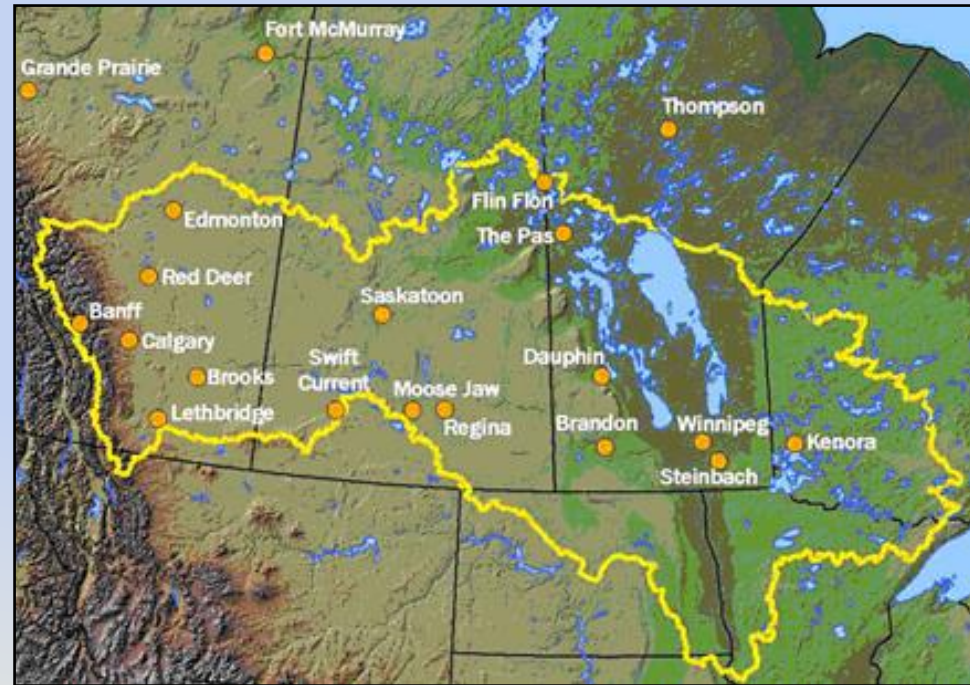 Fort McMurray
Grande Prairie
Thompson
Flin Flon
Edmonton
The Pas
Red Deer
Saskatoon
Banff
Calgary
Swift
Current
Dauphin
Brooks
Moose Jaw
Lethbridge
Regina
Brandon
Winnipeg
Kenora
Steinbach